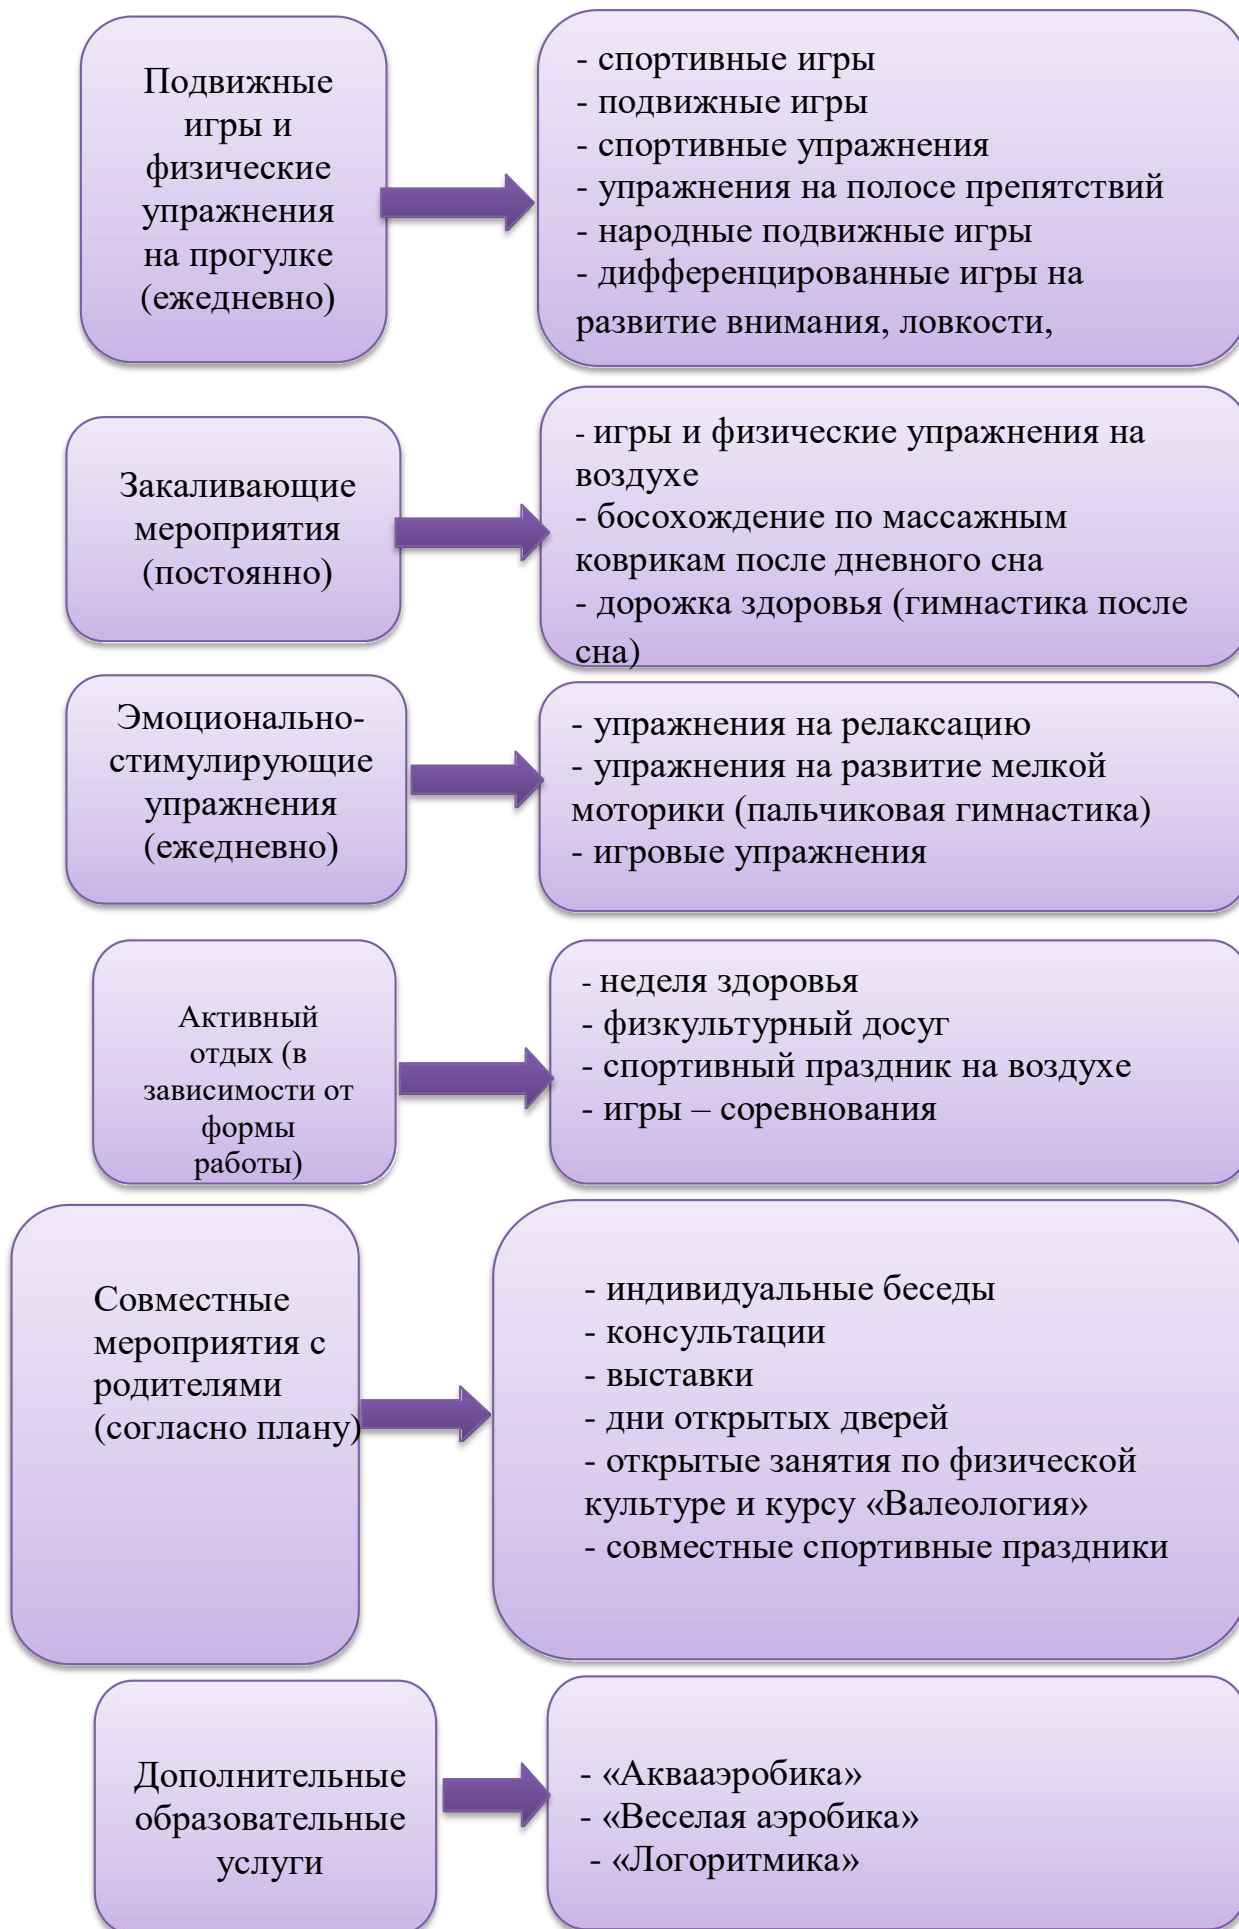 Подвижные
игры и
физические
упражнения
на прогулке
(ежедневно)
- спортивные игры
- подвижные игры
- спортивные упражнения
- упражнения на полосе препятствий
- народные подвижные игры
- дифференцированные игры на
развитие внимания, ловкости,
Закаливающие
мероприятия
(постоянно)
- игры и физические упражнения на
воздухе
- босохождение по массажным
коврикам после дневного сна
- дорожка здоровья (гимнастика после
сна)
Эмоционально-
стимулирующие
упражнения
(ежедневно)
- упражнения на релаксацию
- упражнения на развитие мелкой
моторики (пальчиковая гимнастика)
- игровые упражнения
Активный
отдых (в
зависимости от
формы
работы)
- неделя здоровья
- физкультурный досуг
- спортивный праздник на воздухе
- игры – соревнования
Совместные
мероприятия с
родителями
(согласно плану)
- индивидуальные беседы
- консультации
- выставки
- дни открытых дверей
- открытые занятия по физической
культуре и курсу «Валеология»
- совместные спортивные праздники
Дополнительные
образовательные
услуги
- «Аквааэробика»
- «Веселая аэробика»
- «Логоритмика»